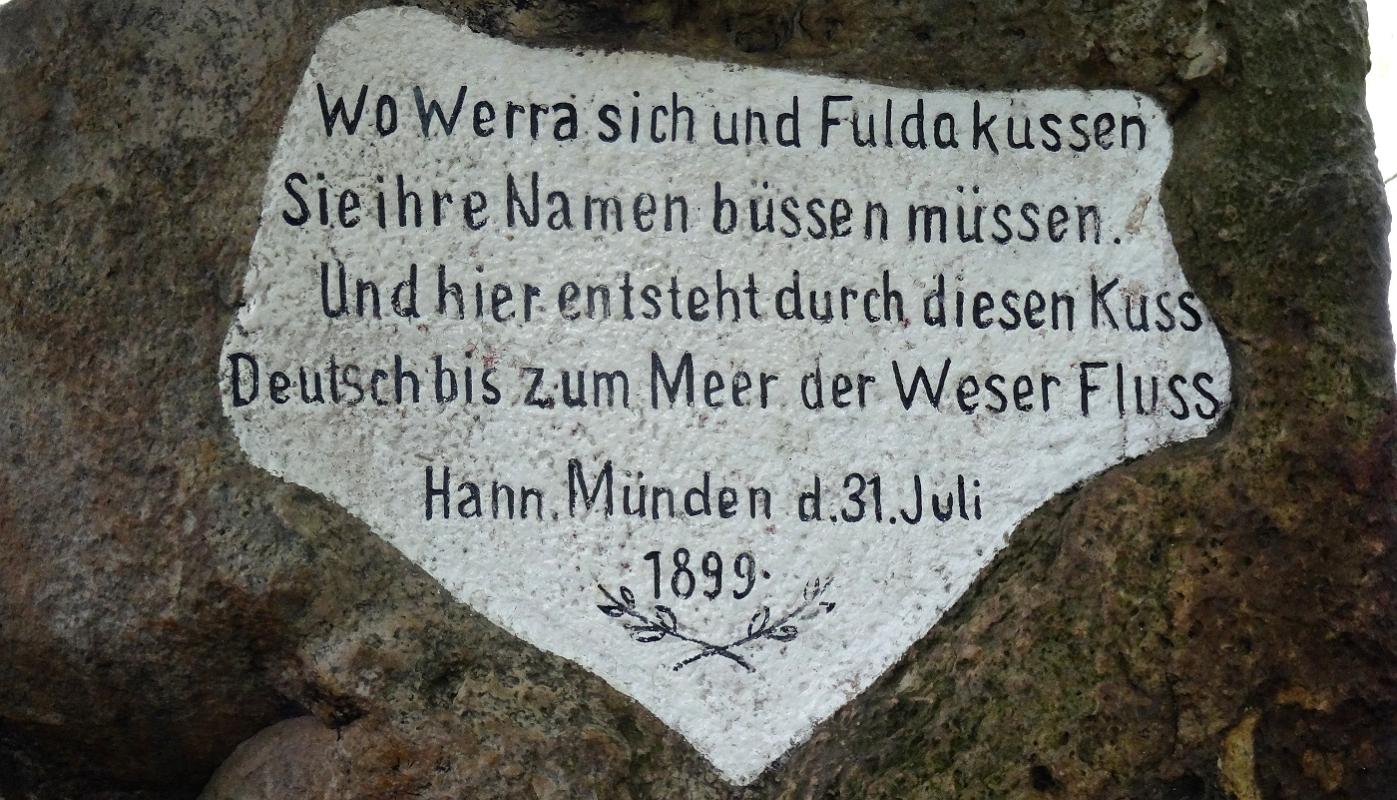 Wo Werra sich und Fulda kussen
Sie ihre Namen büssen müssen.
Und hier entsteht durch diesen Kuss
Deutsch bis zum Meer der Weser Fluss
Hann. Münden d. 31. Juli
1899.